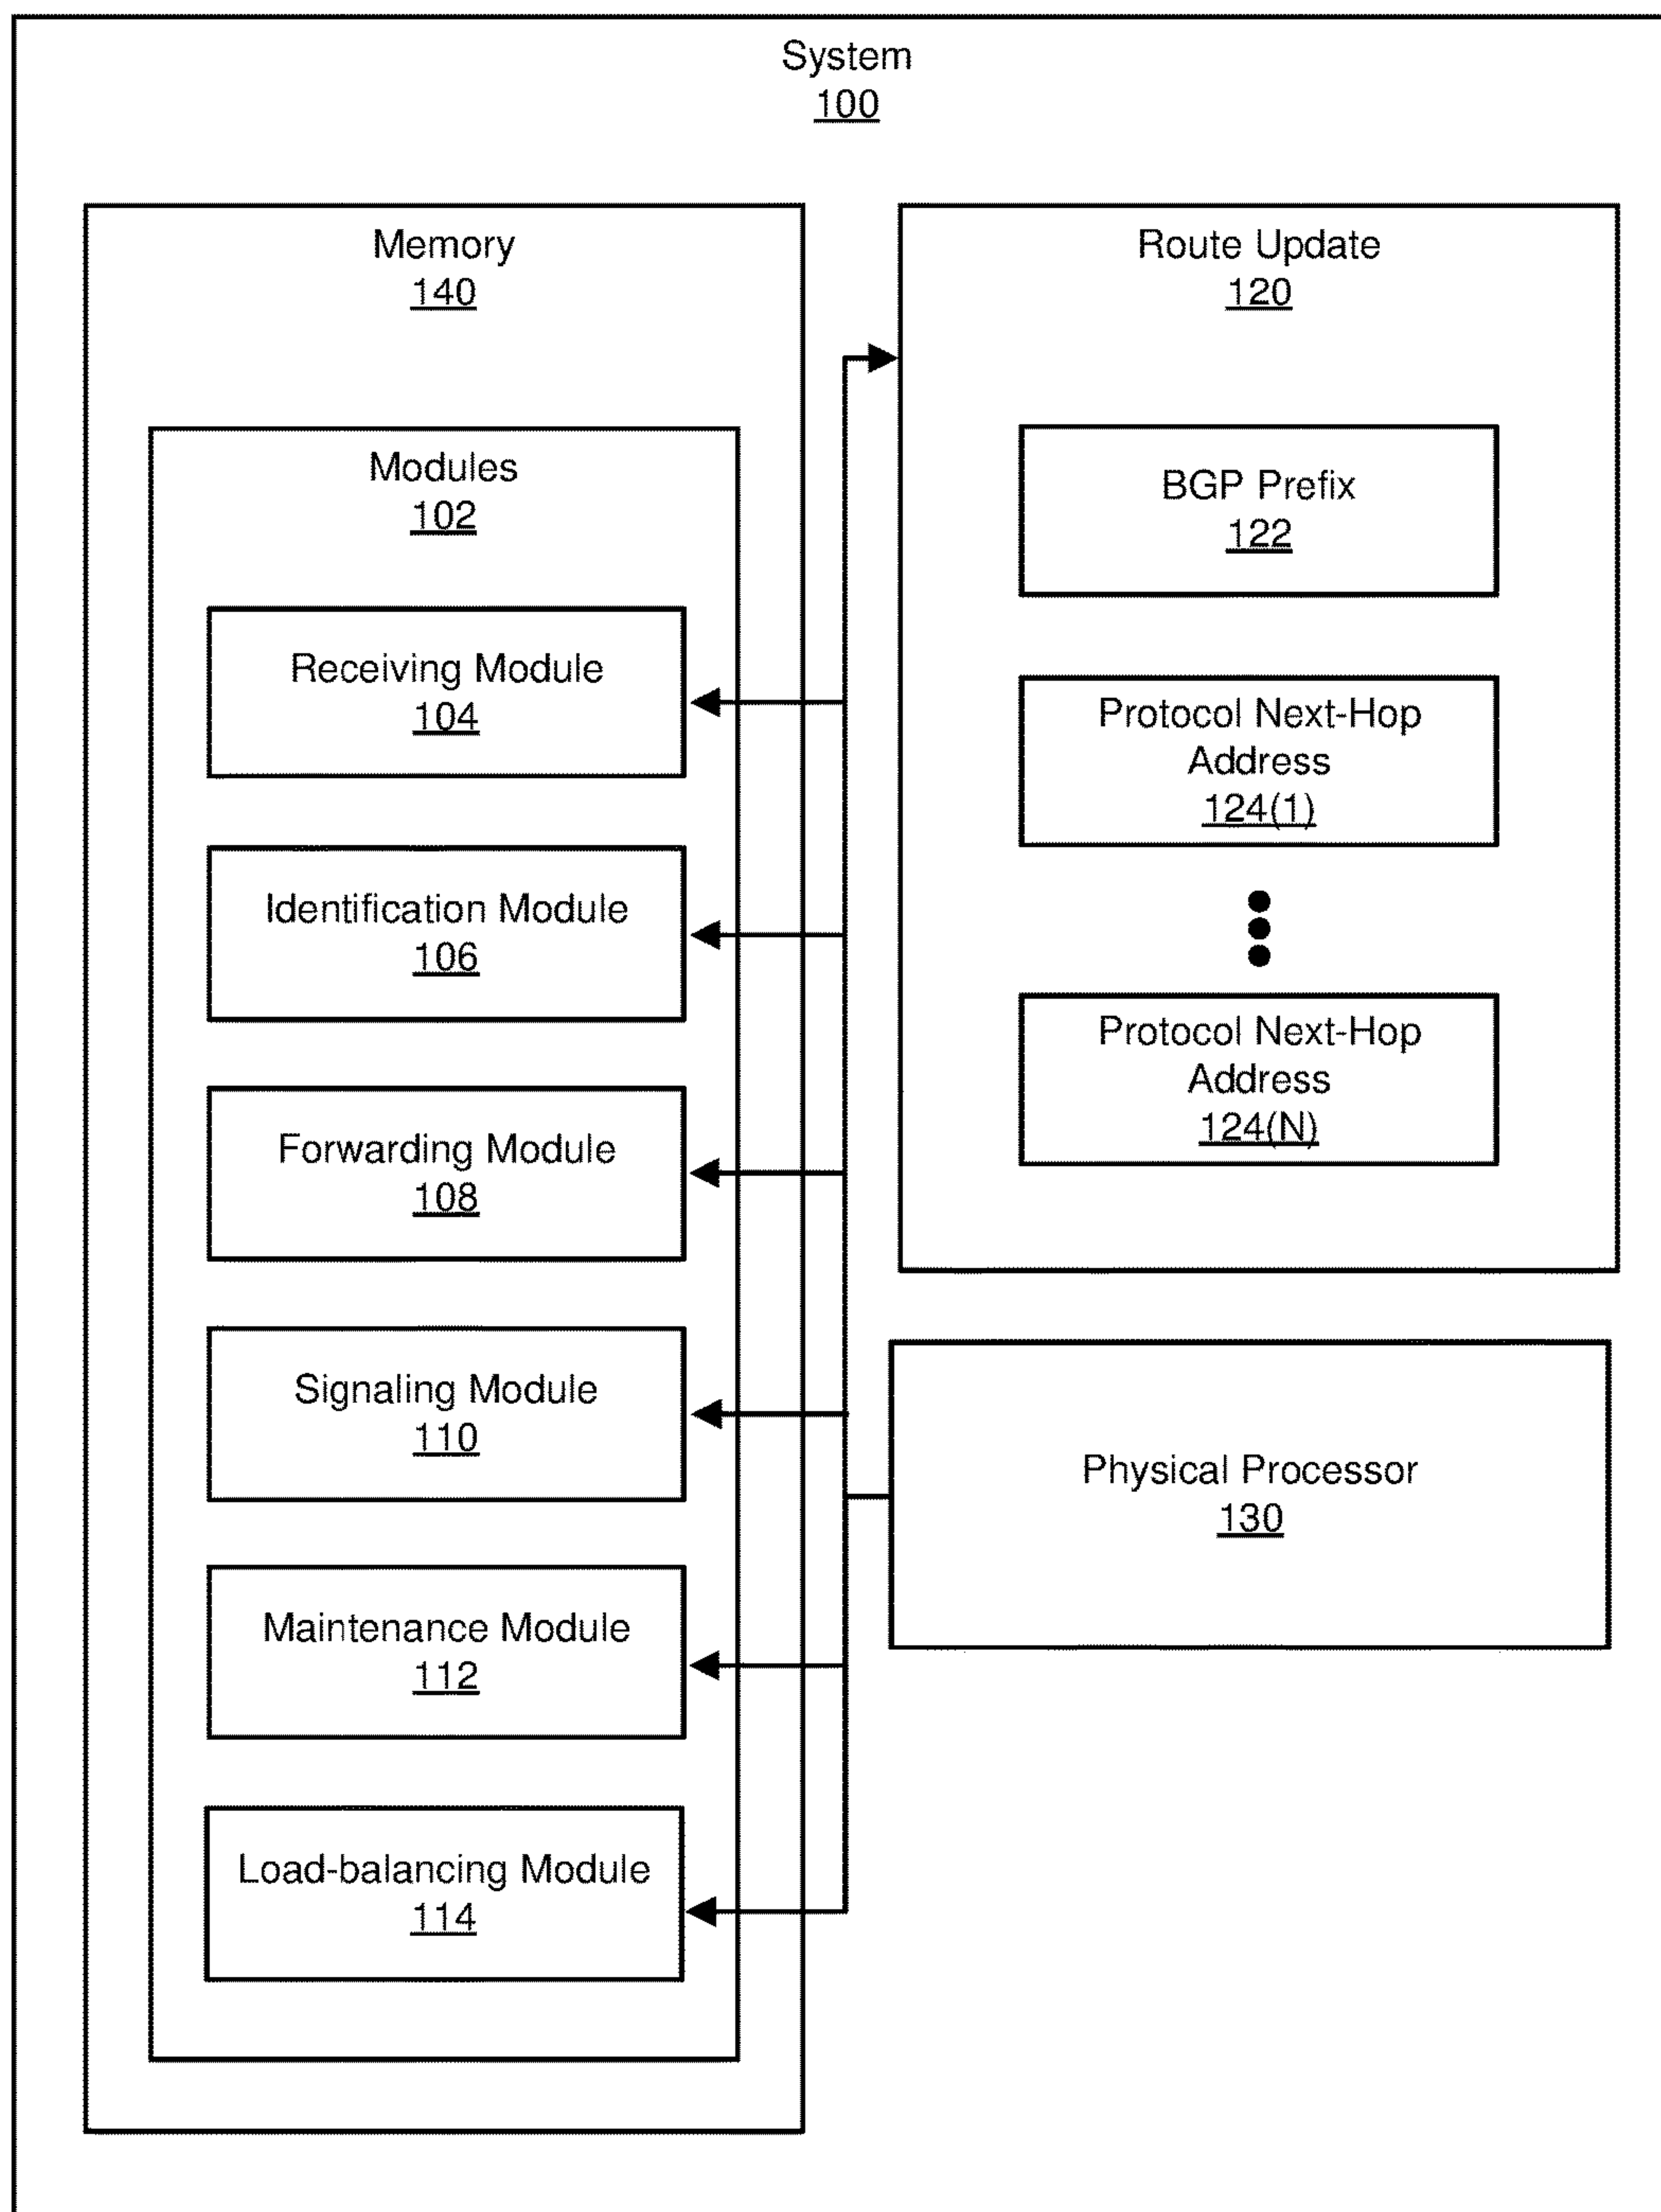 System
100
Memory
140
Modules
102
Receiving Module
104
Identification Module
106
Forwarding Module
108
Signaling Module
110
Maintenance Module
112
Load-balancing Module
114
Route Update
120
BGP Prefix
122
Protocol Next-Hop
Address
124(1)
Protocol Next-Hop
Address
124(N)
Physical Processor
130